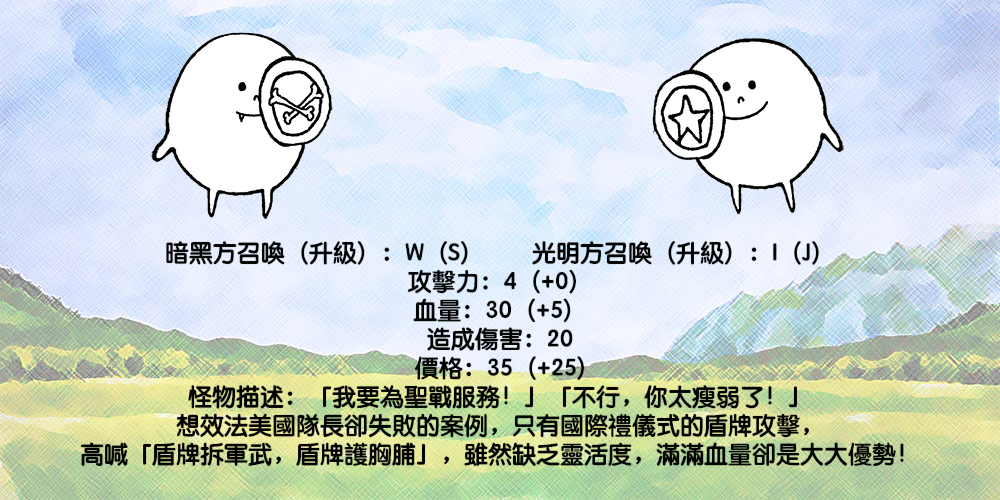 暗黑方召喚（升級）：W（S）　　光明方召喚（升級）：I（J）
攻擊力：4（+0）
血量：30（+5）
造成傷害：20
價格：35（+25）
怪物描述：「我要為聖戰服務！」「不行，你太瘦弱了！」
想效法美國隊長卻失敗的案例，只有國際禮儀式的盾牌攻擊，
高喊「盾牌拆軍武，盾牌護胸脯」，雖然缺乏靈活度，滿滿血量卻是大大優勢！